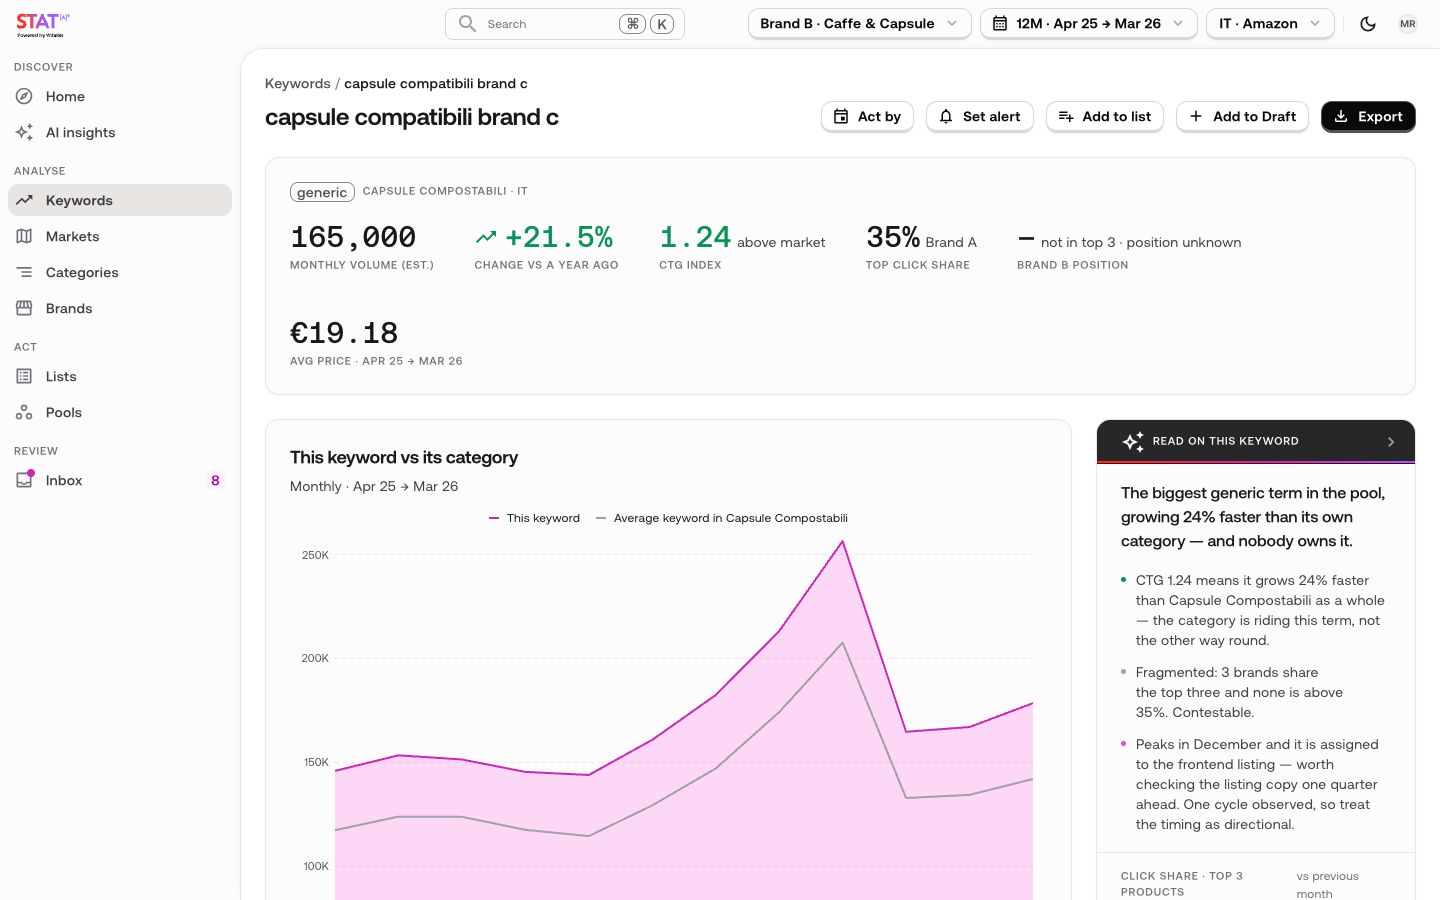 STAT(A)*
Powered by Witailer
Search
⌘ K
Brand B · Caffe & Capsule
12M · Apr 25 → Mar 26
IT · Amazon
MR
DISCOVER
Home
AI insights
ANALYSE
Keywords
Markets
Categories
Brands
ACT
Lists
Pools
REVIEW
Inbox 8
Keywords / capsule compatibili brand c
capsule compatibili brand c
Act by
Set alert
Add to list
Add to Draft
Export
generic CAPSULE COMPOSTABILI · IT
165,000
MONTHLY VOLUME (EST.)
+21.5%
CHANGE VS A YEAR AGO
1.24 above market
CTG INDEX
35% Brand A
TOP CLICK SHARE
– not in top 3 · position unknown
BRAND B POSITION
€19.18
AVG PRICE · APR 25 → MAR 26
This keyword vs its category
Monthly · Apr 25 → Mar 26
This keyword
Average keyword in Capsule Compostabili
250K
200K
150K
100K
READ ON THIS KEYWORD
The biggest generic term in the pool,
growing 24% faster than its own
category — and nobody owns it.
CTG 1.24 means it grows 24% faster
than Capsule Compostabili as a whole
— the category is riding this term, not
the other way round.
Fragmented: 3 brands share
the top three and none is above
35%. Contestable.
Peaks in December and it is assigned
to the frontend listing — worth
checking the listing copy one quarter
ahead. One cycle observed, so treat
the timing as directional.
CLICK SHARE · TOP 3
PRODUCTS
vs previous
month